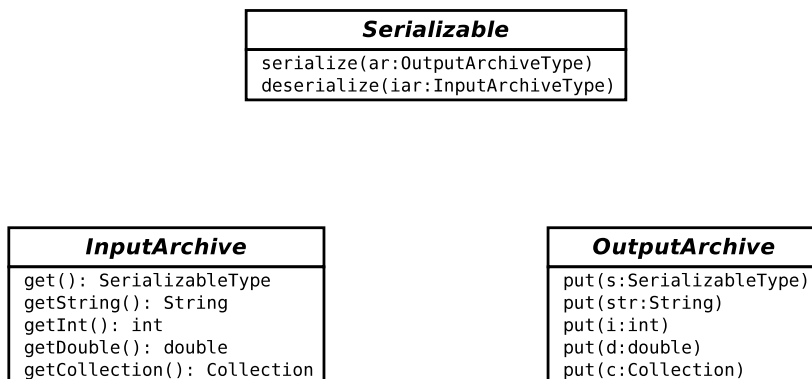 Serializable
serialize(ar:OutputArchiveType)
deserialize(iar:InputArchiveType)
InputArchive
get(): SerializableType
getString(): String
getInt(): int
getDouble(): double
getCollection(): Collection
OutputArchive
put(s:SerializableType)
put(str:String)
put(i:int)
put(d:double)
put(c:Collection)